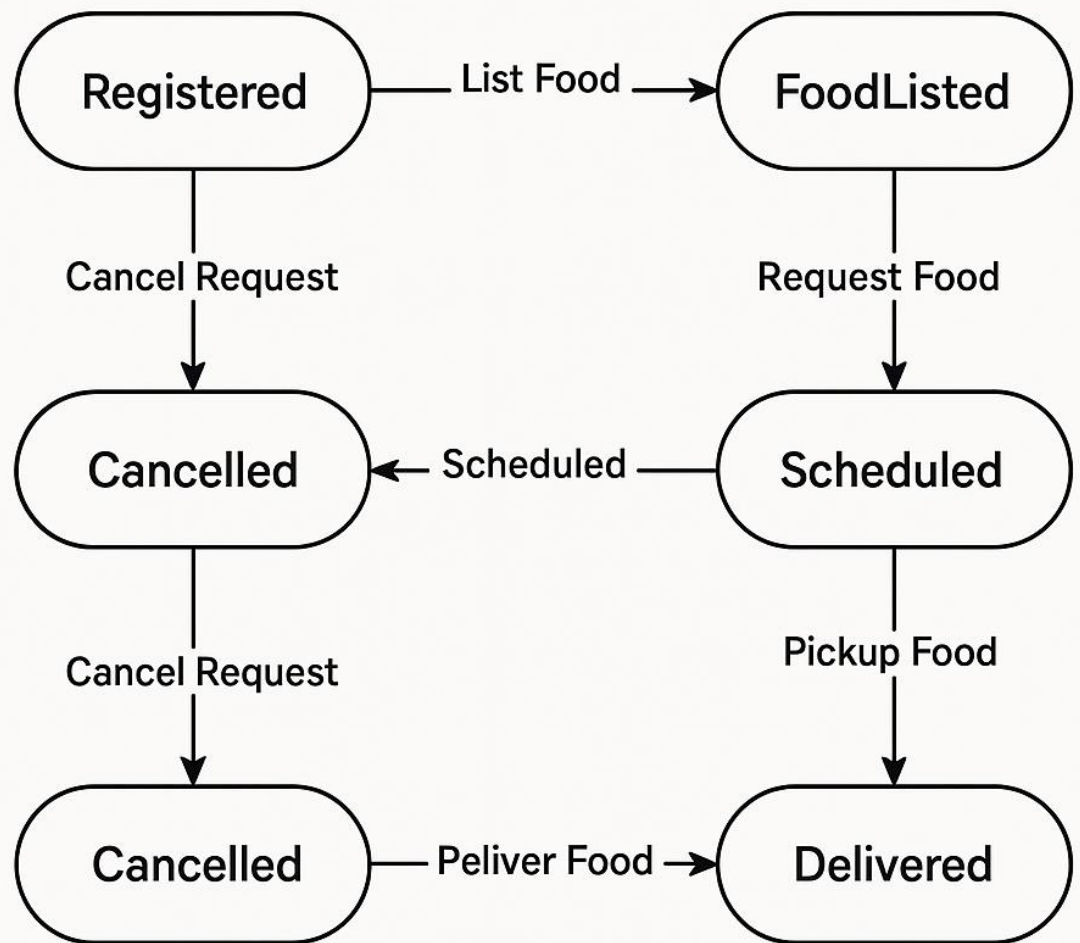 Registered
List Food
FoodListed
Cancel Request
Request Food
Cancelled
Scheduled
Scheduled
Cancel Request
Pickup Food
Cancelled
Peliver Food
Delivered